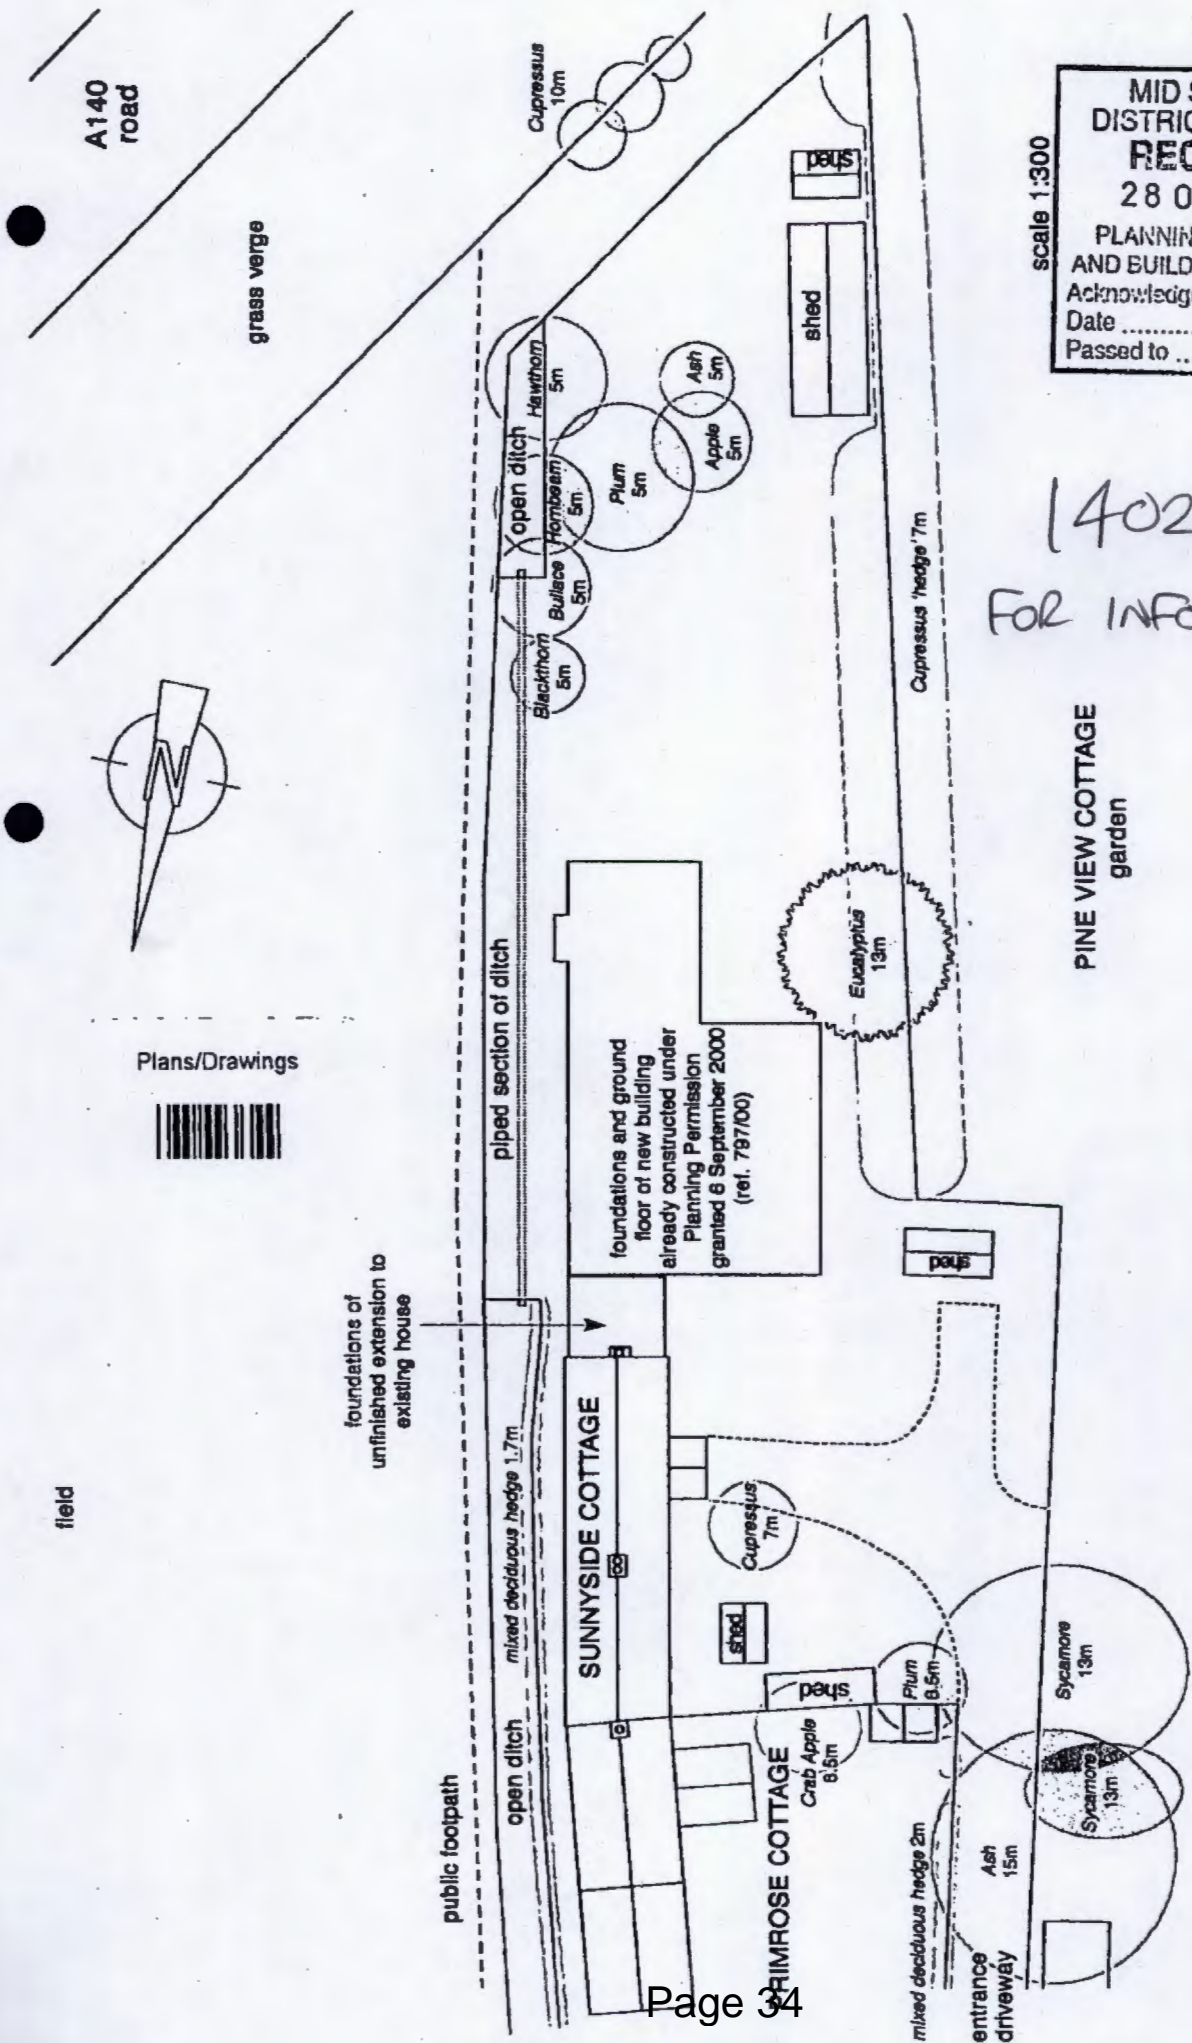 A140
road
grass verge
Cupressus
10m
scale 1:300
MID
DISTRIC
REC
28 O
PLANNIN
AND BUILD
Acknowledg
Date
Passed to
shed
shed
Hawthorn
5m
open ditch
Ash
5m
Apple
5m
Plum
5m
Hornbeam
5m
Bullace
5m
Blackthorn
5m
1402
FOR INFO
Cupressus 'hedge' 7m
PINE VIEW COTTAGE
garden
N
Plans/Drawings
piped section of ditch
Eucalyptus
13m
foundations and ground
floor of new building
already constructed under
Planning Permission
granted 6 September 2000
(ref. 797/00)
shed
foundations of
unfinished extension to
existing house
field
mixed deciduous hedge 1.7m
SUNNYSIDE COTTAGE
Cupressus
7m
shed
shed
Plum
6.5m
Sycamore
13m
public footpath
open ditch
Crab Apple
6.5m
PRIMROSE COTTAGE
Sycamore
13m
mixed deciduous hedge 2m
Ash
15m
entrance
driveway
Page 34